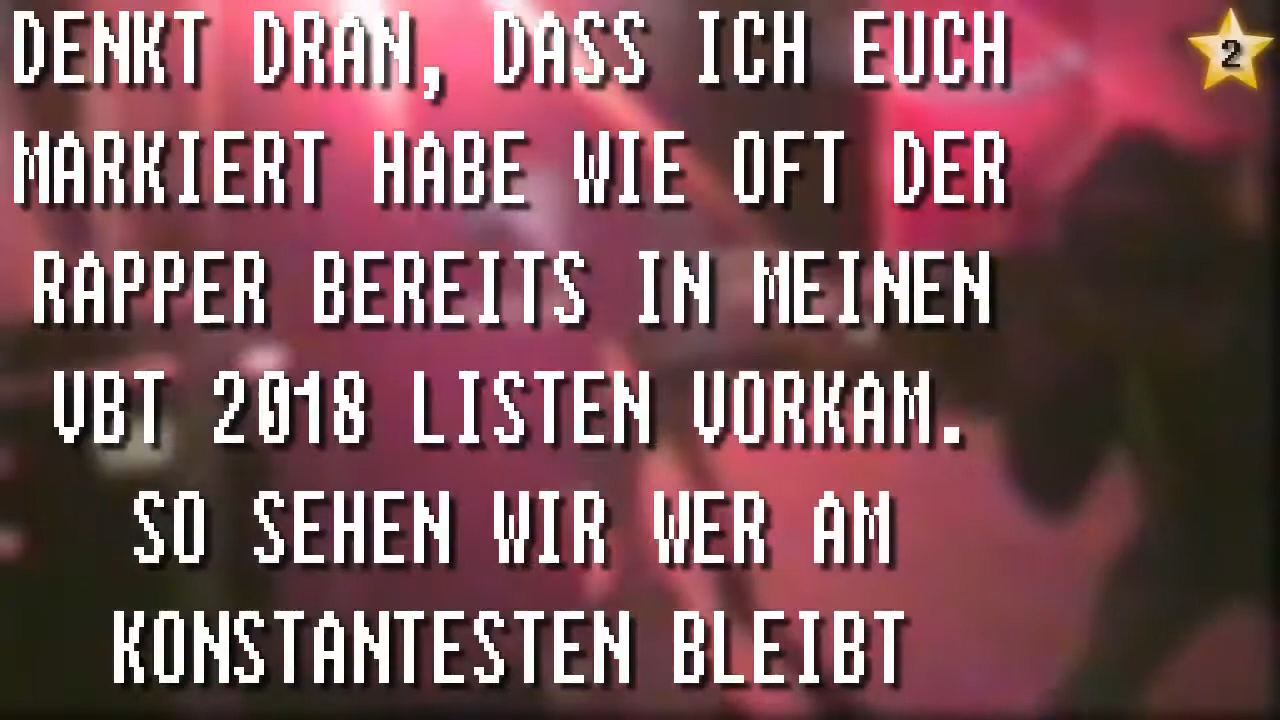 DENKT DRAN, DASS ICH EUCH
2
MARKIERT HABE WIE OFT DER
RAPPER BEREITS IN MEINEN
VBT 2018 LISTEN VORKAM.
SO SEHEN WIR WER AM
KONSTANTESTEN BLEIBT